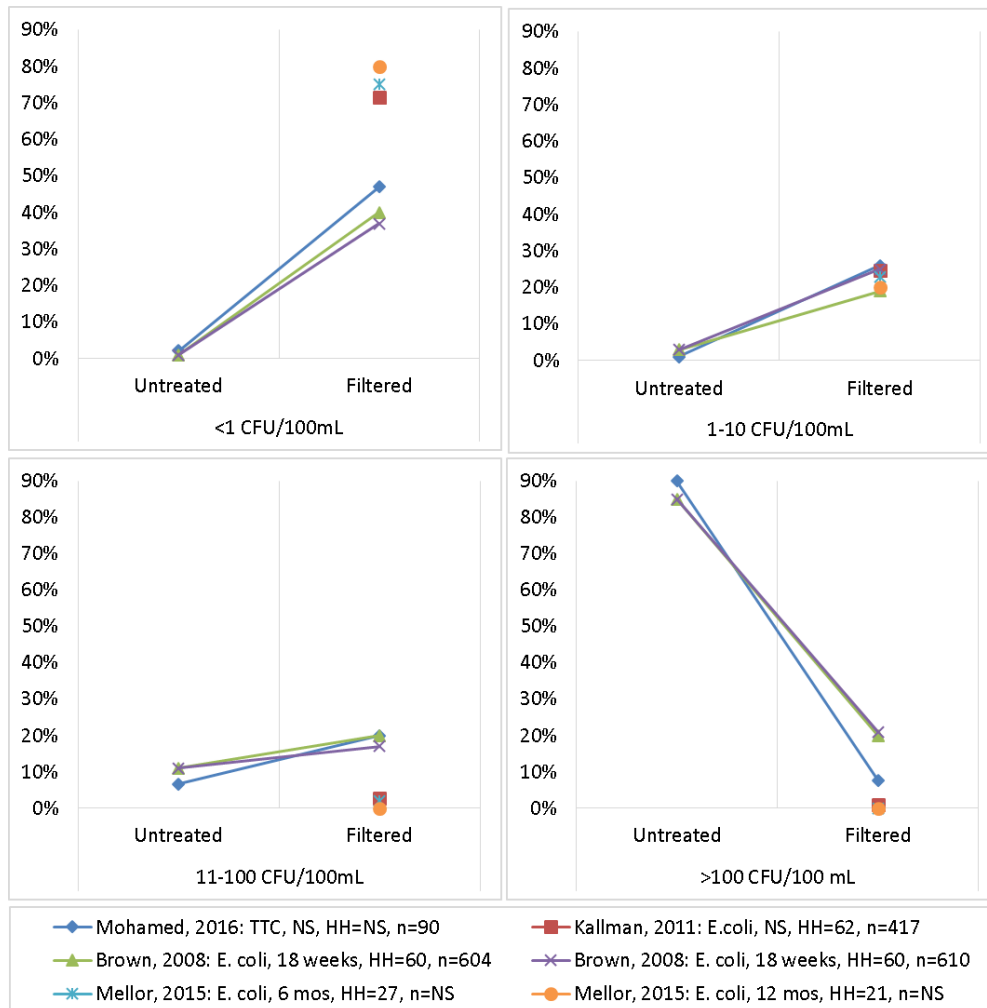 90%
80%
70%
60%
50%
40%
30%
20%
10%
0%
Untreated Filtered
<1 CFU/100mL
90%
80%
70%
60%
50%
40%
30%
20%
10%
0%
Untreated Filtered
1-10 CFU/100mL
90%
80%
70%
60%
50%
40%
30%
20%
10%
0%
Untreated Filtered
11-100 CFU/100mL
90%
80%
70%
60%
50%
40%
30%
20%
10%
0%
Untreated Filtered
>100 CFU/100 mL
Mohamed, 2016: TTC, NS, HH=NS, n=90
Kallman, 2011: E.coli, NS, HH=62, n=417
Brown, 2008: E. coli, 18 weeks, HH=60, n=604
Brown, 2008: E. coli, 18 weeks, HH=60, n=610
Mellor, 2015: E. coli, 6 mos, HH=27, n=NS
Mellor, 2015: E. coli, 12 mos, HH=21, n=NS